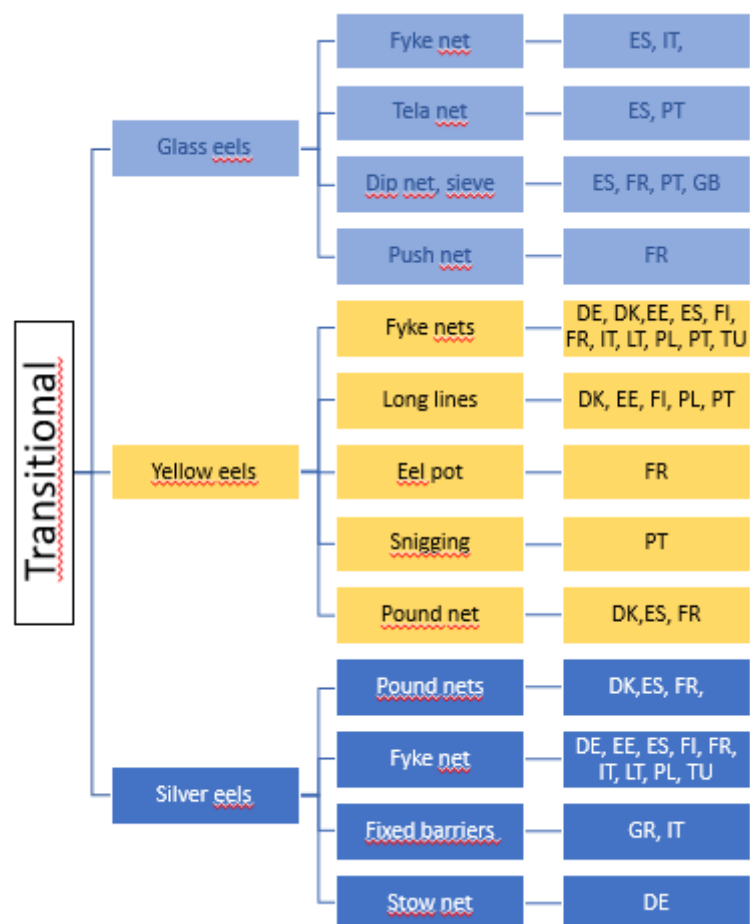 Transitional
Glass eels
Fyke net
ES, IT,
Tela net
ES, PT
Dip net, sieve
ES, FR, PT, GB
Push net
FR
Yellow eels
Fyke nets
DE, DK,EE, ES, FI,
FR, IT, LT, PL, PT, TU
Long lines
DK, EE, FI, PL, PT
Eel pot
FR
Snigging
PT
Pound net
DK,ES, FR
Silver eels
Pound nets
DK,ES, FR,
Fyke net
DE, EE, ES, FI, FR,
IT, LT, PL, TU
Fixed barriers
GR, IT
Stow net
DE